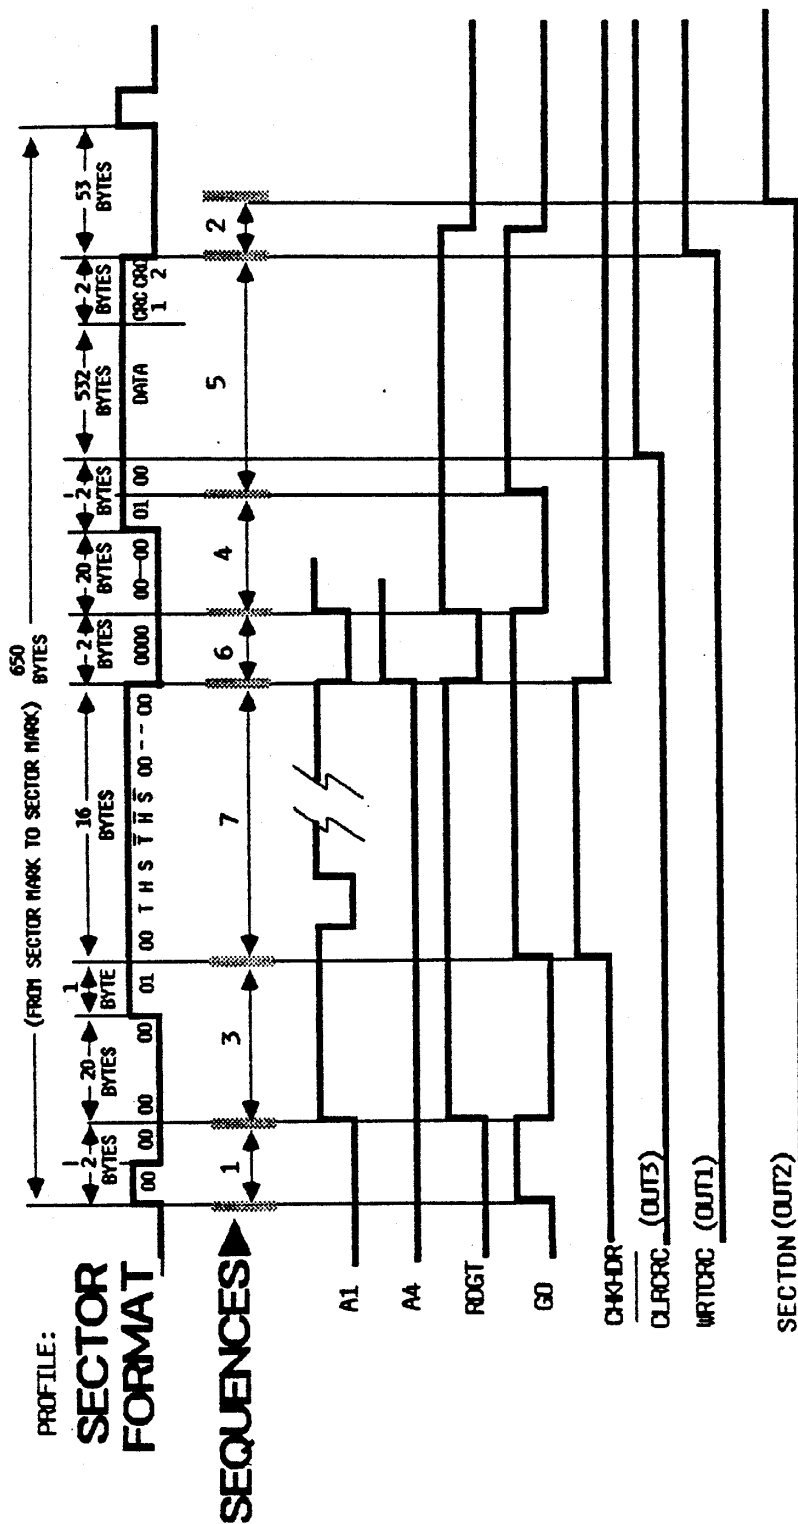 PROFILE:
SECTOR
FORMAT
650
BYTES
(FROM SECTOR MARK TO SECTOR MARK)
2
BYTES
20
BYTES
1
BYTE
16
BYTES
2
BYTES
20
BYTES
2
BYTES
532
BYTES
2
BYTES
53
BYTES
00 00 00 00 01 00 T H S T̅ H̅ S̅ 00 -- 00 0000 00—00 01 00 DATA CRC 1 CRC 2
SEQUENCES
1 3 7 6 4 5 2
A1
A4
RDGT
GO
CHKHDR
C̅L̅R̅C̅R̅C̅ (OUT3)
WRTCRC (OUT1)
SECTDN (OUT2)